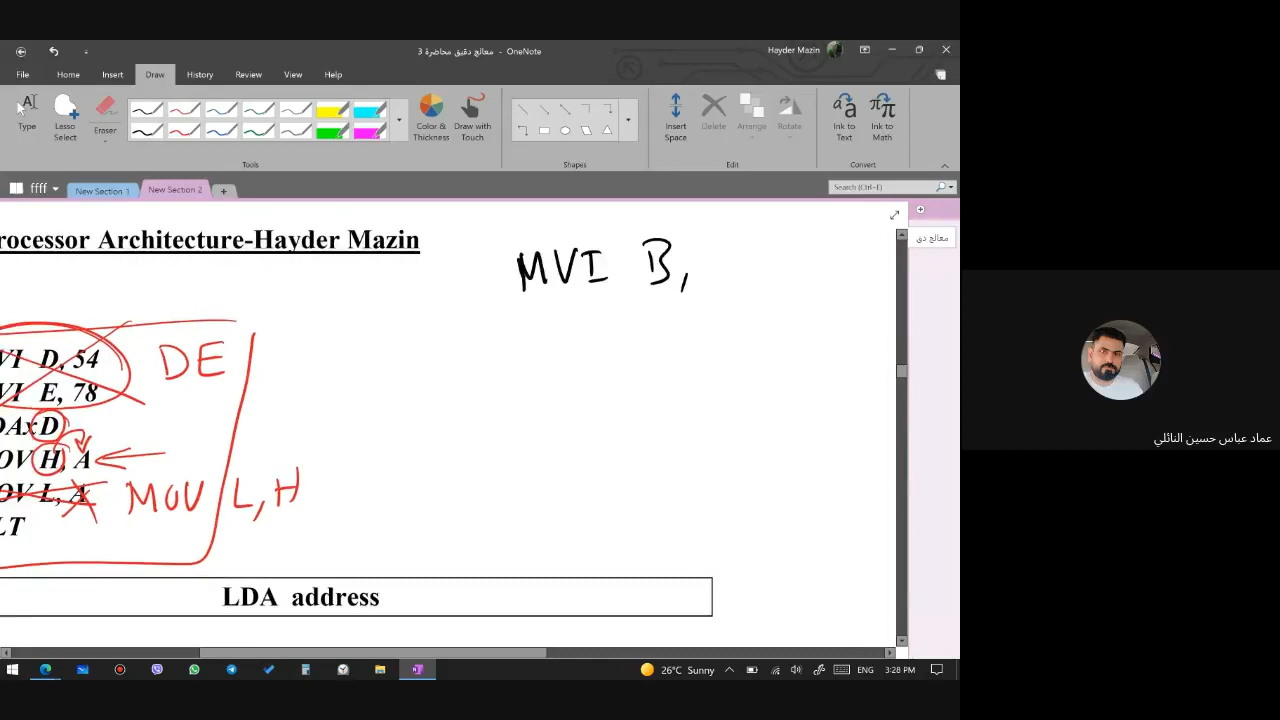 معالج دقيق محاضرة 3 - OneNote
Hayder Mazin
File Home Insert Draw History Review View Help
Type
Lasso Select
Eraser
Color & Thickness
Draw with Touch
Insert Space
Delete
Arrange
Rotate
Ink to Text
Ink to Math
Tools Shapes Edit Convert
ffff New Section 1 New Section 2
Search (Ctrl+E)
معالج دق
rocessor Architecture-Hayder Mazin
MVI B,
VI D, 54
DE
VI E, 78
DAxD
OV H, A
OV L, A
MOV L, H
LT
LDA address
عماد عباس حسين النائلي
26°C Sunny
ENG
3:28 PM